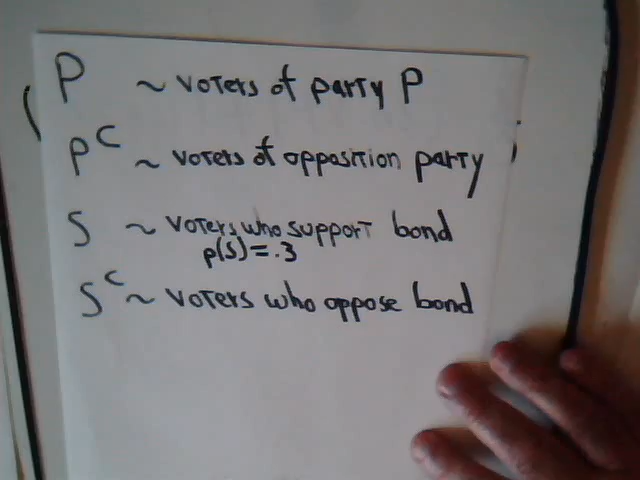 P ~ voters of party P
P^C ~ voters of opposition party
S ~ voters who support bond
p(S) = .3
S^C ~ voters who oppose bond